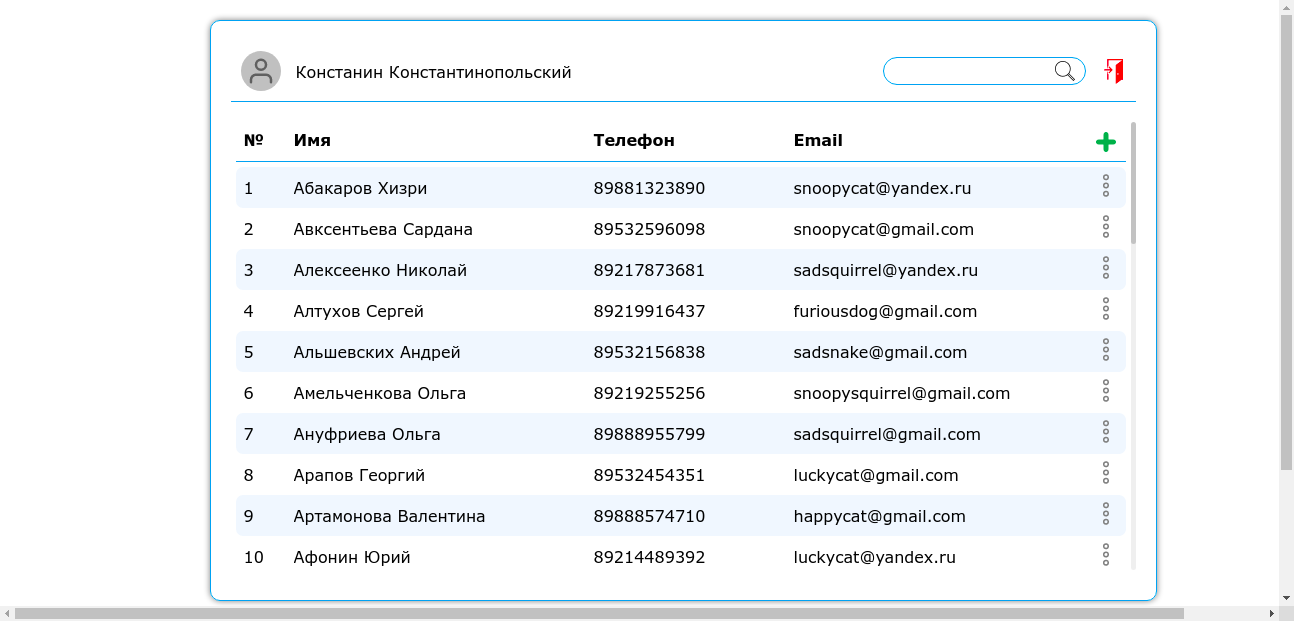 Констанин Константинопольский
№ Имя Телефон Email
1 Абакаров Хизри 89881323890 snoopycat@yandex.ru
2 Авксентьева Сардана 89532596098 snoopycat@gmail.com
3 Алексеенко Николай 89217873681 sadsquirrel@yandex.ru
4 Алтухов Сергей 89219916437 furiousdog@gmail.com
5 Альшевских Андрей 89532156838 sadsnake@gmail.com
6 Амельченкова Ольга 89219255256 snoopysquirrel@gmail.com
7 Ануфриева Ольга 89888955799 sadsquirrel@gmail.com
8 Арапов Георгий 89532454351 luckycat@gmail.com
9 Артамонова Валентина 89888574710 happycat@gmail.com
10 Афонин Юрий 89214489392 luckycat@yandex.ru